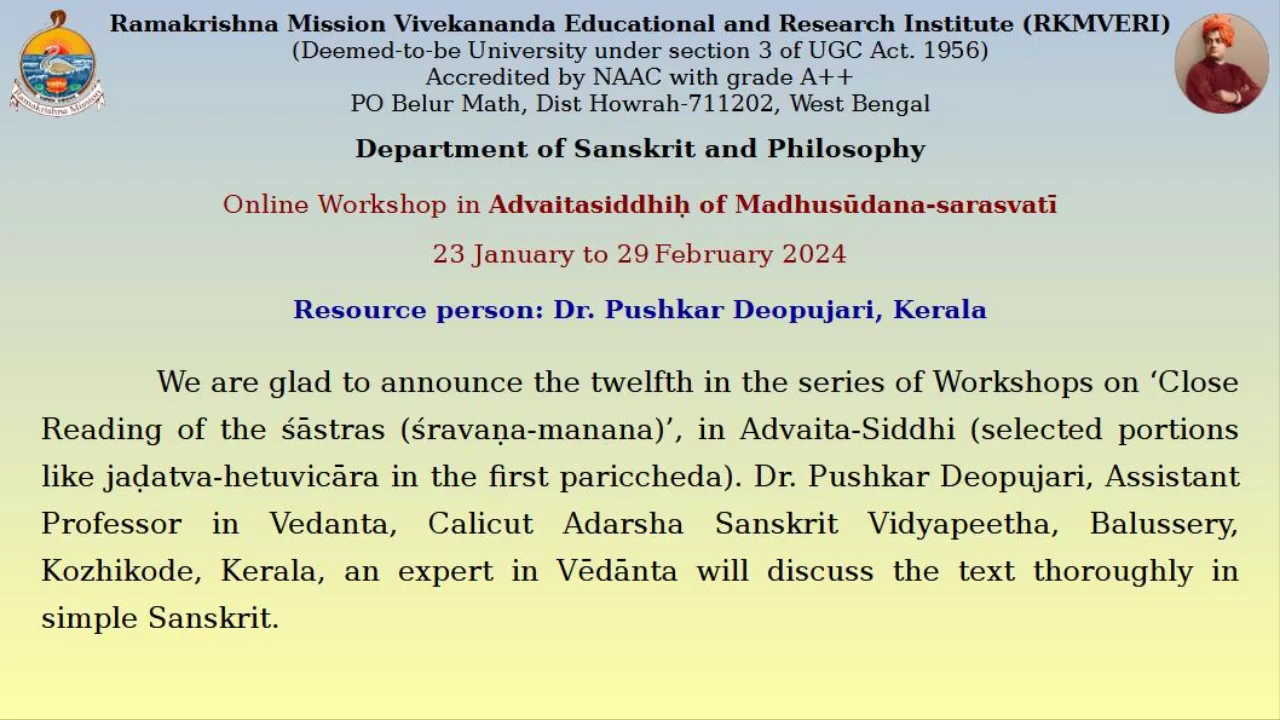 Ramakrishna Mission Vivekananda Educational and Research Institute (RKMVERI)
(Deemed-to-be University under section 3 of UGC Act. 1956)
Accredited by NAAC with grade A++
PO Belur Math, Dist Howrah-711202, West Bengal
Ramakrishna Mission
Department of Sanskrit and Philosophy
Online Workshop in Advaitasiddhiḥ of Madhusūdana-sarasvatī
23 January to 29 February 2024
Resource person: Dr. Pushkar Deopujari, Kerala
We are glad to announce the twelfth in the series of Workshops on ‘Close
Reading of the śāstras (śravaṇa-manana)’, in Advaita-Siddhi (selected portions
like jaḍatva-hetuvicāra in the first pariccheda). Dr. Pushkar Deopujari, Assistant
Professor in Vedanta, Calicut Adarsha Sanskrit Vidyapeetha, Balussery,
Kozhikode, Kerala, an expert in Vēdānta will discuss the text thoroughly in
simple Sanskrit.